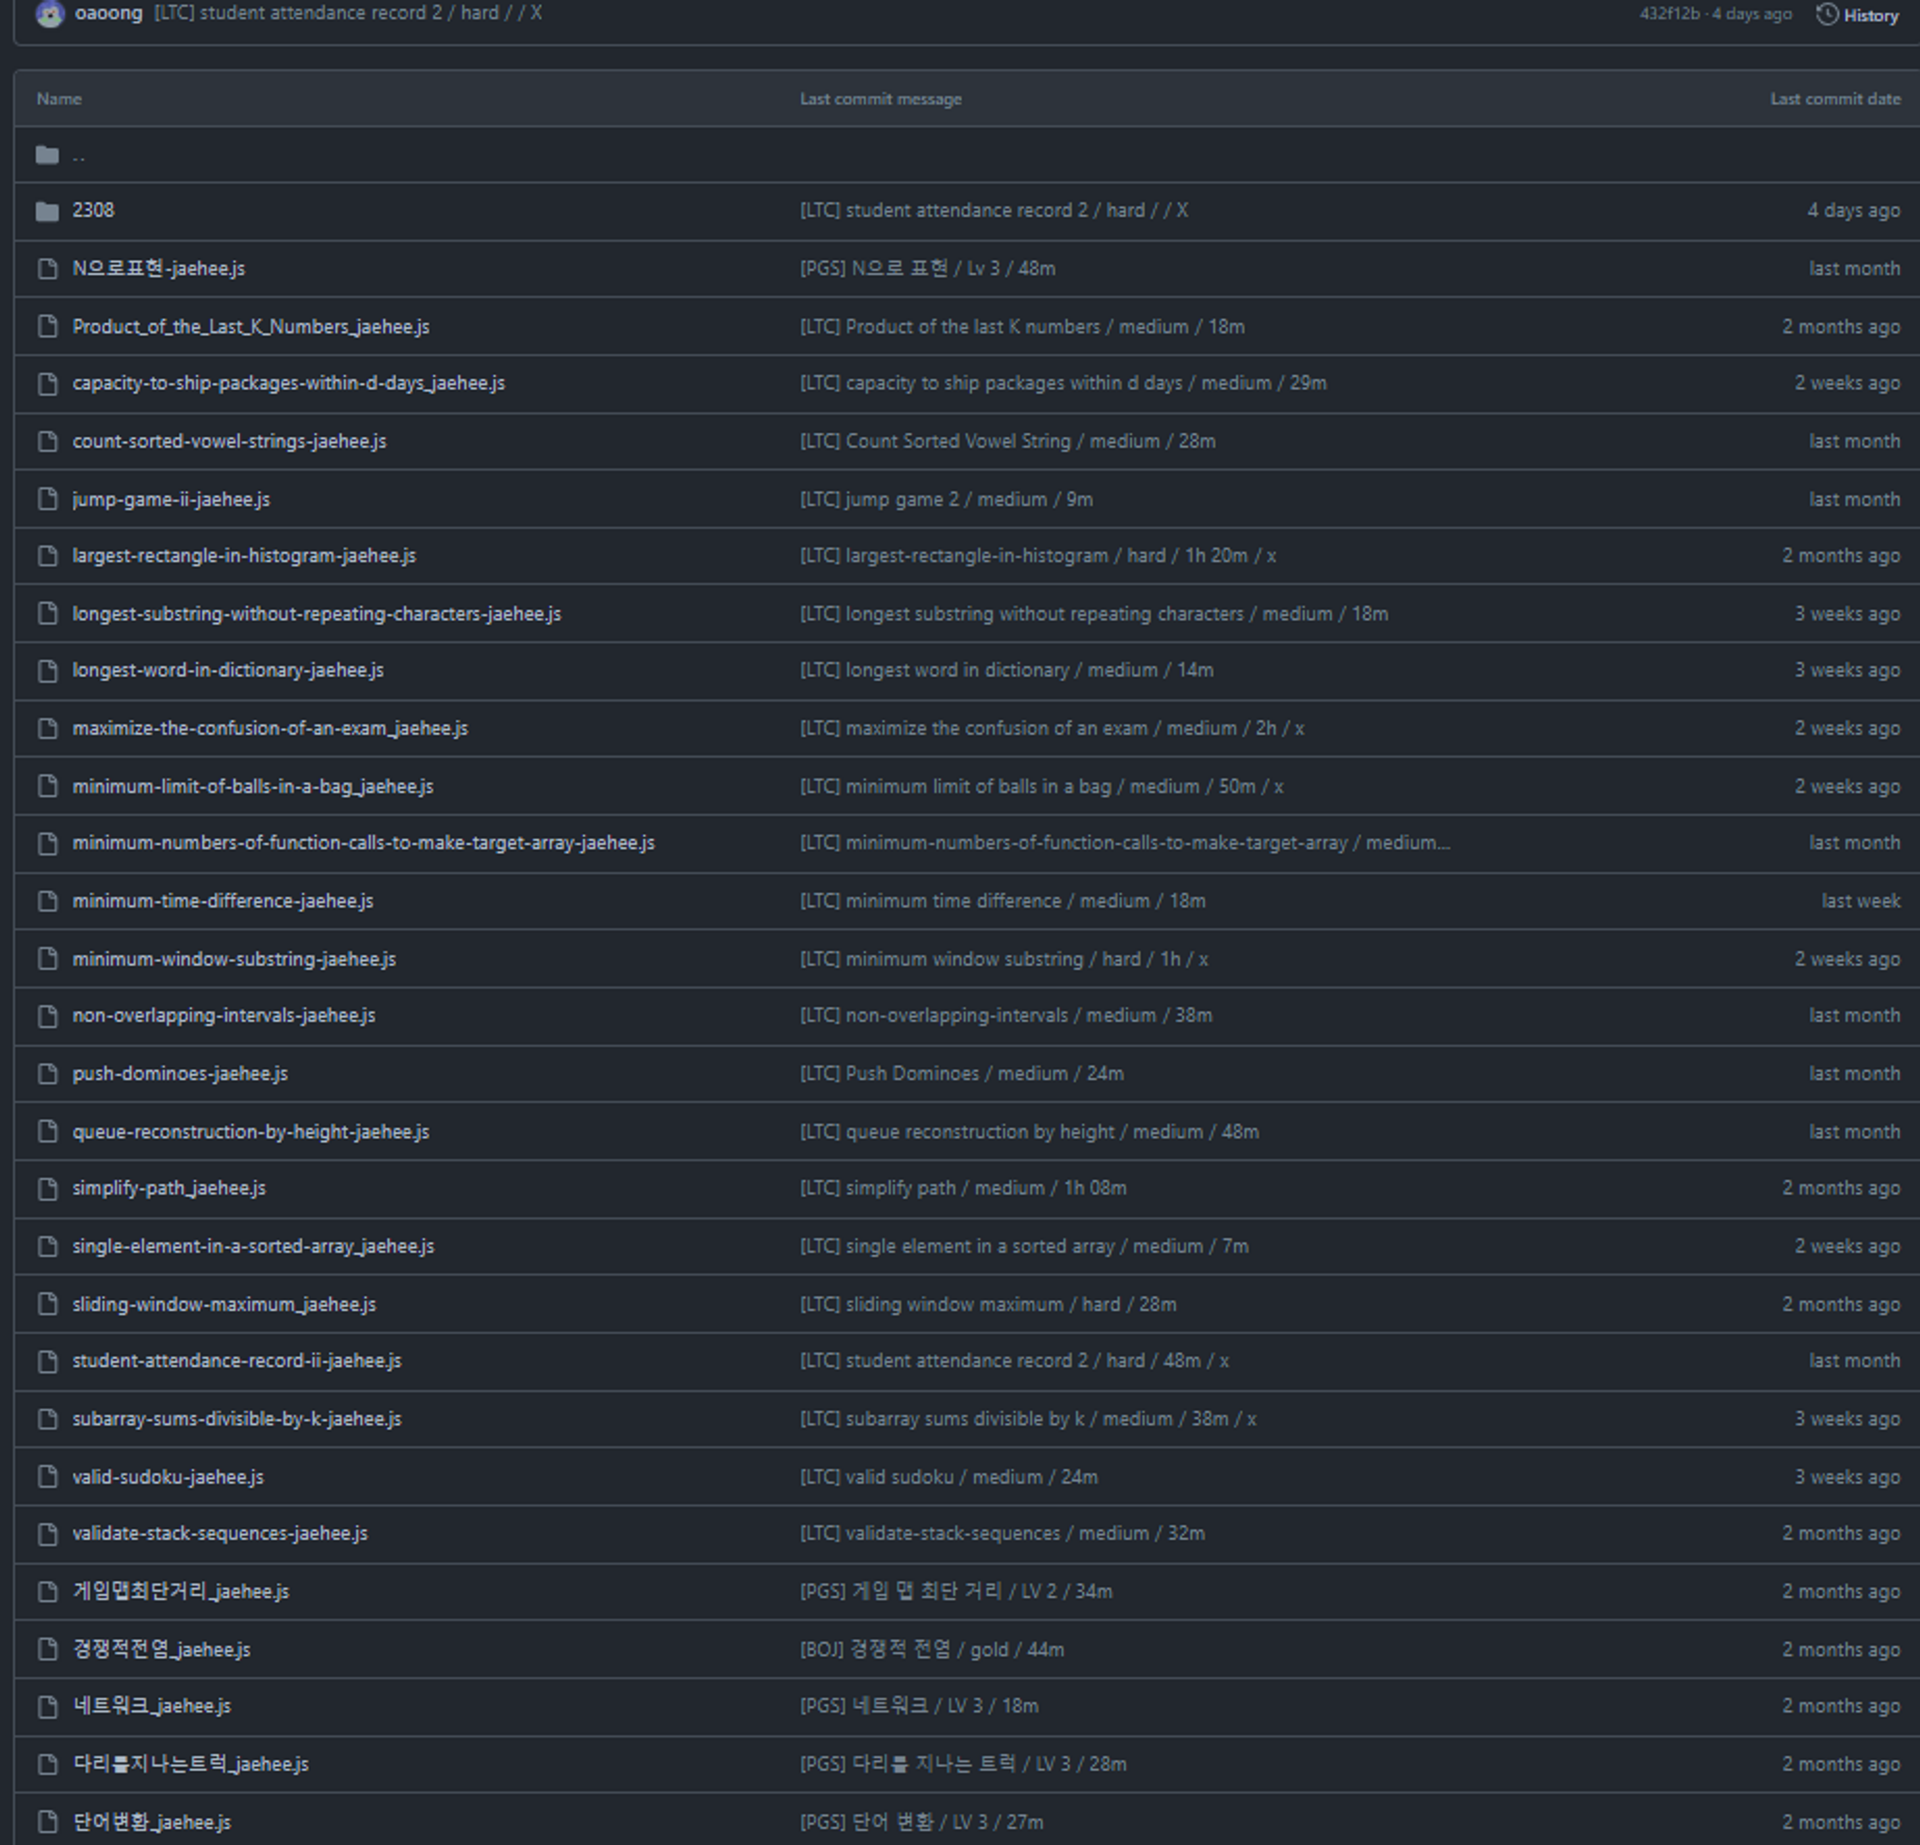 oaoong [LTC] student attendance record 2 / hard / / X 432f12b · 4 days ago History
Name Last commit message Last commit date
..
2308 [LTC] student attendance record 2 / hard / / X 4 days ago
N으로표현-jaehee.js [PGS] N으로 표현 / Lv 3 / 48m last month
Product_of_the_Last_K_Numbers_jaehee.js [LTC] Product of the last K numbers / medium / 18m 2 months ago
capacity-to-ship-packages-within-d-days_jaehee.js [LTC] capacity to ship packages within d days / medium / 29m 2 weeks ago
count-sorted-vowel-strings-jaehee.js [LTC] Count Sorted Vowel String / medium / 28m last month
jump-game-ii-jaehee.js [LTC] jump game 2 / medium / 9m last month
largest-rectangle-in-histogram-jaehee.js [LTC] largest-rectangle-in-histogram / hard / 1h 20m / x 2 months ago
longest-substring-without-repeating-characters-jaehee.js [LTC] longest substring without repeating characters / medium / 18m 3 weeks ago
longest-word-in-dictionary-jaehee.js [LTC] longest word in dictionary / medium / 14m 3 weeks ago
maximize-the-confusion-of-an-exam_jaehee.js [LTC] maximize the confusion of an exam / medium / 2h / x 2 weeks ago
minimum-limit-of-balls-in-a-bag_jaehee.js [LTC] minimum limit of balls in a bag / medium / 50m / x 2 weeks ago
minimum-numbers-of-function-calls-to-make-target-array-jaehee.js [LTC] minimum-numbers-of-function-calls-to-make-target-array / medium... last month
minimum-time-difference-jaehee.js [LTC] minimum time difference / medium / 18m last week
minimum-window-substring-jaehee.js [LTC] minimum window substring / hard / 1h / x 2 weeks ago
non-overlapping-intervals-jaehee.js [LTC] non-overlapping-intervals / medium / 38m last month
push-dominoes-jaehee.js [LTC] Push Dominoes / medium / 24m last month
queue-reconstruction-by-height-jaehee.js [LTC] queue reconstruction by height / medium / 48m last month
simplify-path_jaehee.js [LTC] simplify path / medium / 1h 08m 2 months ago
single-element-in-a-sorted-array_jaehee.js [LTC] single element in a sorted array / medium / 7m 2 weeks ago
sliding-window-maximum_jaehee.js [LTC] sliding window maximum / hard / 28m 2 months ago
student-attendance-record-ii-jaehee.js [LTC] student attendance record 2 / hard / 48m / x last month
subarray-sums-divisible-by-k-jaehee.js [LTC] subarray sums divisible by k / medium / 38m / x 3 weeks ago
valid-sudoku-jaehee.js [LTC] valid sudoku / medium / 24m 3 weeks ago
validate-stack-sequences-jaehee.js [LTC] validate-stack-sequences / medium / 32m 2 months ago
게임맵최단거리_jaehee.js [PGS] 게임 맵 최단 거리 / LV 2 / 34m 2 months ago
경쟁적전염_jaehee.js [BOJ] 경쟁적 전염 / gold / 44m 2 months ago
네트워크_jaehee.js [PGS] 네트워크 / LV 3 / 18m 2 months ago
다리를지나는트럭_jaehee.js [PGS] 다리를 지나는 트럭 / LV 3 / 28m 2 months ago
단어변환_jaehee.js [PGS] 단어 변환 / LV 3 / 27m 2 months ago